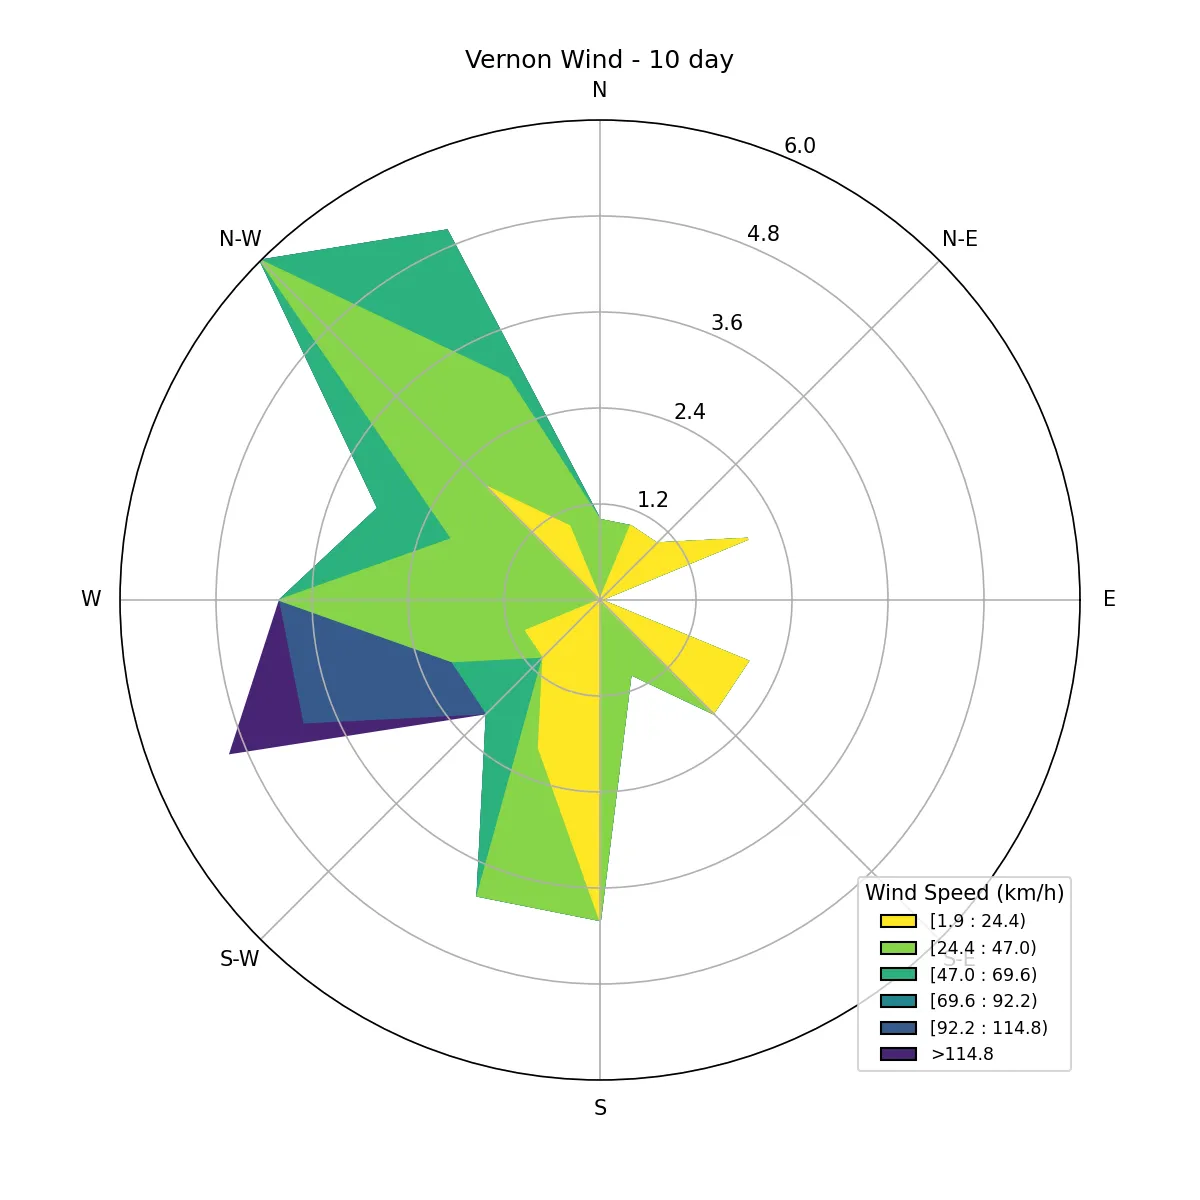 Vernon Wind - 10 day
N
6.0
N-W
N-E
4.8
3.6
2.4
1.2
W
E
Wind Speed (km/h)
[1.9 : 24.4)
[24.4 : 47.0)
S-W
S-E
[47.0 : 69.6)
[69.6 : 92.2)
[92.2 : 114.8)
>114.8
S